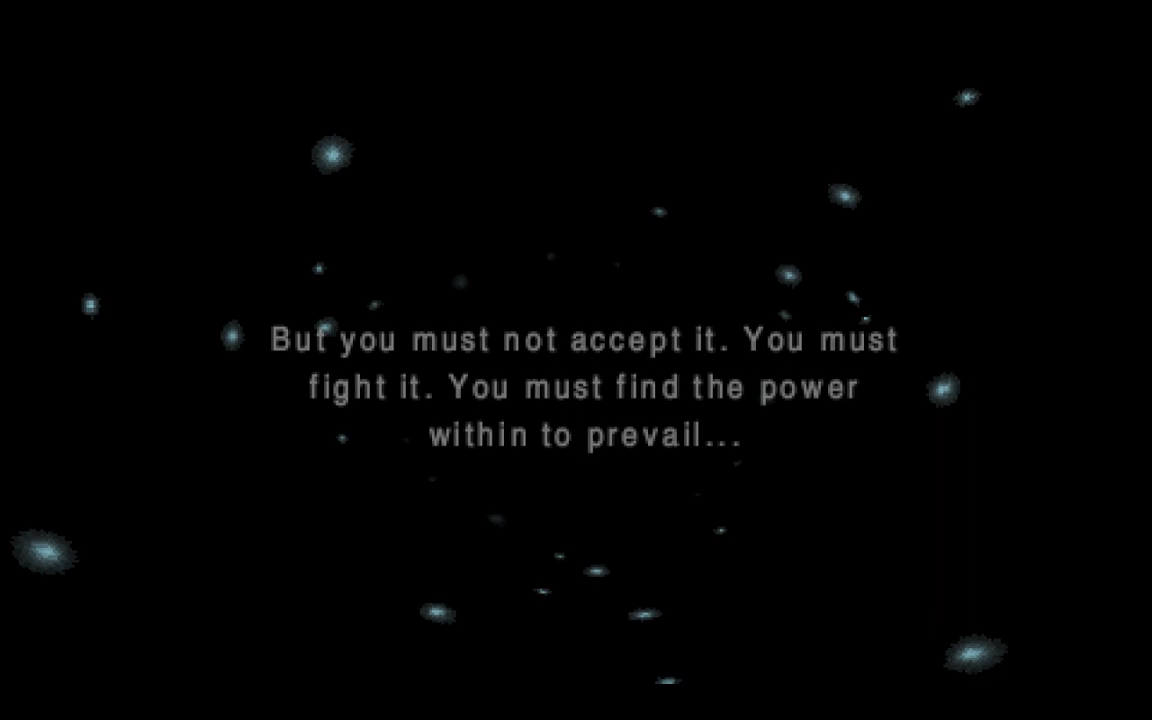 But you must not accept it. You must
fight it. You must find the power
within to prevail...